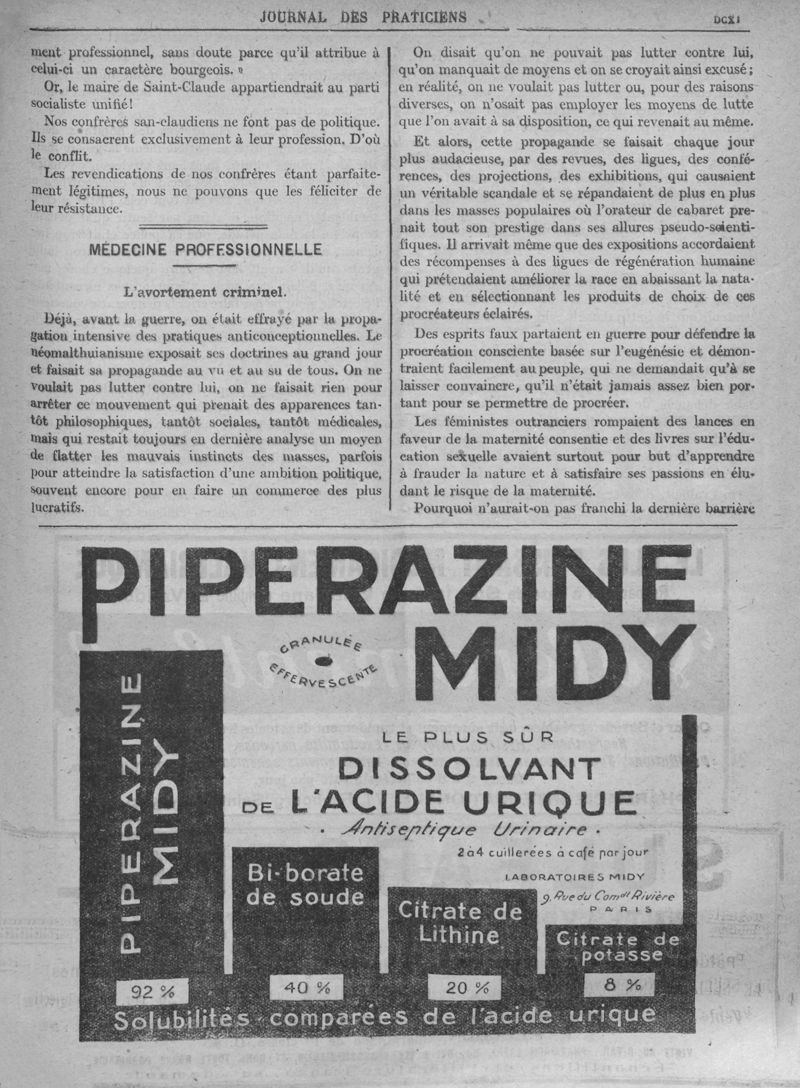 JOURNAL DES PRATICIENS
DCXI
ment professionnel, sans doute parce qu'il attribue à
celui-ci un caractère bourgeois. »
Or, le maire de Saint-Claude appartiendrait au parti
socialiste unifié!
Nos confrères san-claudiens ne font pas de politique.
Ils se consacrent exclusivement à leur profession. D'où
le conflit.
Les revendications de nos confrères étant parfaite-
ment légitimes, nous ne pouvons que les féliciter de
leur résistance.
MÉDECINE PROFESSIONNELLE
L'avortement criminel.
Déjà, avant la guerre, on était effrayé par la propa-
gation intensive des pratiques anticonceptionnelles. Le
néomalthuianisme exposait ses doctrines au grand jour
et faisait sa propagande au vu et au su de tous. On ne
voulait pas lutter contre lui, on ne faisait rien pour
arrêter ce mouvement qui prenait des apparences tan-
tôt philosophiques, tantôt sociales, tantôt médicales,
mais qui restait toujours en dernière analyse un moyen
de flatter les mauvais instincts des masses, parfois
pour atteindre la satisfaction d'une ambition politique,
souvent encore pour en faire un commerce des plus
lucratifs.
On disait qu'on ne pouvait pas lutter contre lui,
qu'on manquait de moyens et on se croyait ainsi excusé ;
en réalité, on ne voulait pas lutter ou, pour des raisons
diverses, on n'osait pas employer les moyens de lutte
que l'on avait à sa disposition, ce qui revenait au même.
Et alors, cette propagande se faisait chaque jour
plus audacieuse, par des revues, des ligues, des confé-
rences, des projections, des exhibitions, qui causaient
un véritable scandale et se répandaient de plus en plus
dans les masses populaires où l'orateur de cabaret pre-
nait tout son prestige dans ses allures pseudo-scienti-
fiques. Il arrivait même que des expositions accordaient
des récompenses à des ligues de régénération humaine
qui prétendaient améliorer la race en abaissant la nata-
lité et en sélectionnant les produits de choix de ces
procréateurs éclairés.
Des esprits faux partaient en guerre pour défendre la
procréation consciente basée sur l'eugénésie et démon-
traient facilement au peuple, qui ne demandait qu'à se
laisser convaincre, qu'il n'était jamais assez bien por-
tant pour se permettre de procréer.
Les féministes outranciers rompaient des lances en
faveur de la maternité consentie et des livres sur l'édu-
cation sexuelle avaient surtout pour but d'apprendre
à frauder la nature et à satisfaire ses passions en élu-
dant le risque de la maternité.
Pourquoi n'aurait-on pas franchi la dernière barrière
PIPERAZINE
MIDY
GRANULÉE
EFFERVESCENTE
LE PLUS SÛR
DISSOLVANT
DE L'ACIDE URIQUE
· Antiseptique Urinaire ·
2 à 4 cuillerées à café par jour
LABORATOIRES MIDY
9, Rue du Comdt Rivière
PARIS
PIPERAZINE
MIDY
Bi-borate
de soude
Citrate de
Lithine
Citrate de
potasse
92 %
40 %
20 %
8 %
Solubilités comparées de l'acide urique